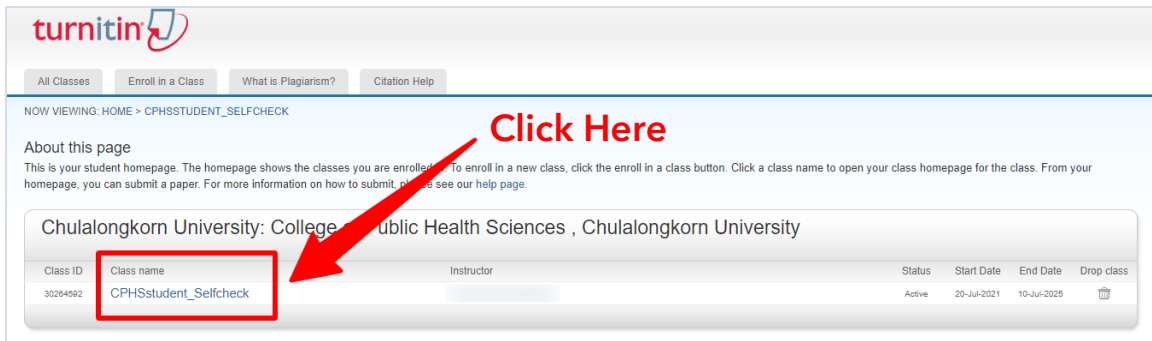 turnitin
All Classes Enroll in a Class What is Plagiarism? Citation Help
NOW VIEWING: HOME > CPHSSTUDENT_SELFCHECK
Click Here
About this page
This is your student homepage. The homepage shows the classes you are enrolled To enroll in a new class, click the enroll in a class button. Click a class name to open your class homepage for the class. From your
homepage, you can submit a paper. For more information on how to submit, please see our help page.
Chulalongkorn University: College Public Health Sciences , Chulalongkorn University
Class ID Class name Instructor Status Start Date End Date Drop class
30264592 CPHSstudent_Selfcheck Active 20-Jul-2021 10-Jul-2025